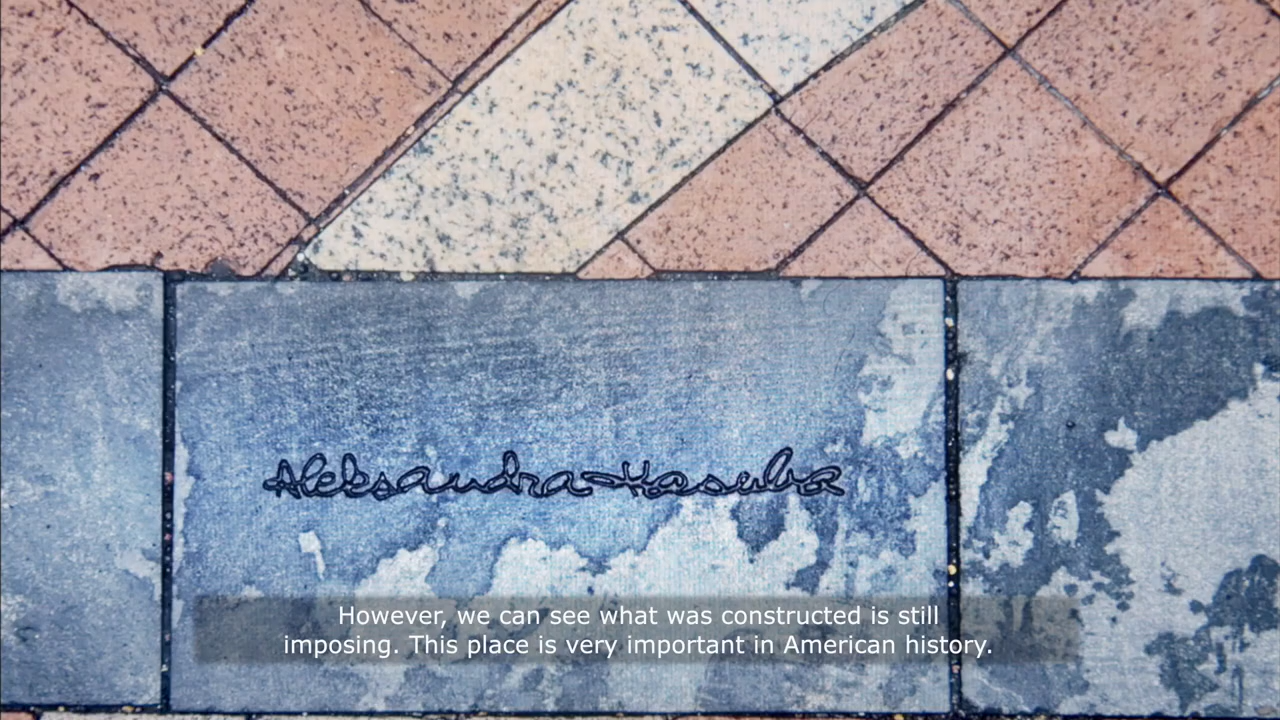 Aleksandra Kasuba
However, we can see what was constructed is still
imposing. This place is very important in American history.